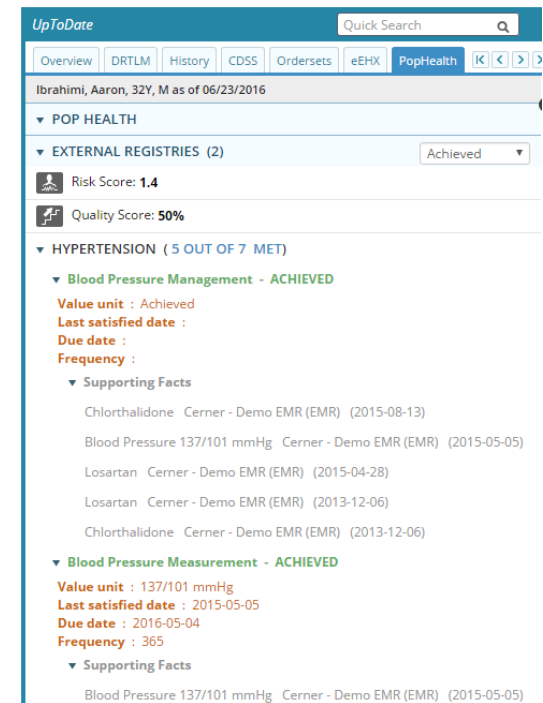 UpToDate
Quick Search
Overview DRTLM History CDSS Ordersets eEHX PopHealth
Ibrahimi, Aaron, 32Y, M as of 06/23/2016
POP HEALTH
EXTERNAL REGISTRIES (2) Achieved
Risk Score: 1.4
Quality Score: 50%
HYPERTENSION ( 5 OUT OF 7 MET)
Blood Pressure Management - ACHIEVED
Value unit : Achieved
Last satisfied date :
Due date :
Frequency :
Supporting Facts
Chlorthalidone Cerner - Demo EMR (EMR) (2015-08-13)
Blood Pressure 137/101 mmHg Cerner - Demo EMR (EMR) (2015-05-05)
Losartan Cerner - Demo EMR (EMR) (2015-04-28)
Losartan Cerner - Demo EMR (EMR) (2013-12-06)
Chlorthalidone Cerner - Demo EMR (EMR) (2013-12-06)
Blood Pressure Measurement - ACHIEVED
Value unit : 137/101 mmHg
Last satisfied date : 2015-05-05
Due date : 2016-05-04
Frequency : 365
Supporting Facts
Blood Pressure 137/101 mmHg Cerner - Demo EMR (EMR) (2015-05-05)